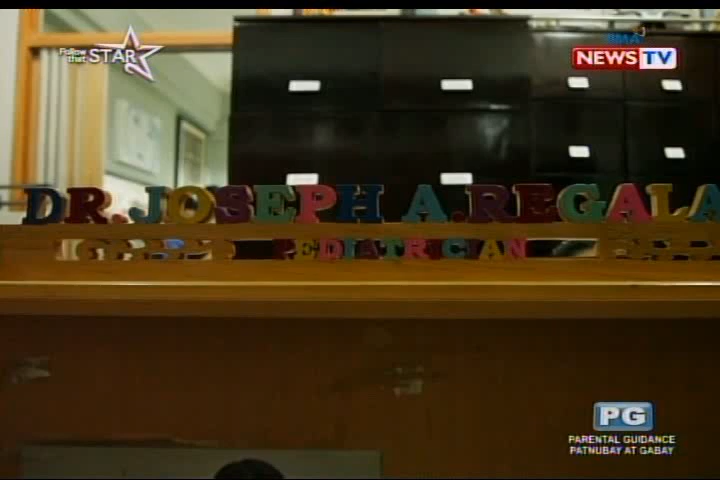 Follow that STAR
GMA
NEWS TV
DR. JOSEPH A. REGALA
PEDIATRICIAN
PG
PARENTAL GUIDANCE
PATNUBAY AT GABAY